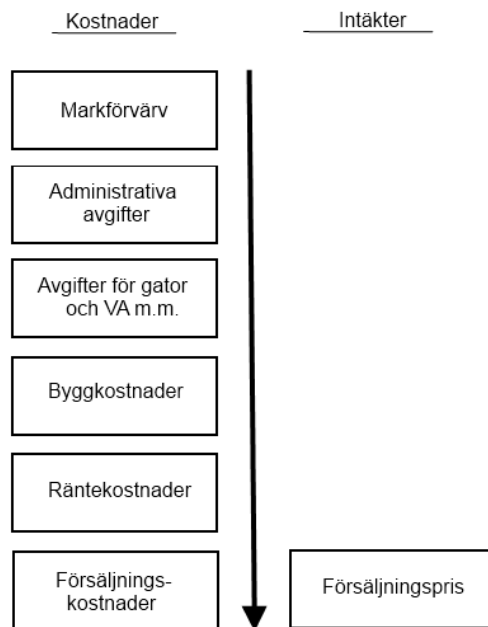 Kostnader
Intäkter
Markförvärv
Administrativa
avgifter
Avgifter för gator
och VA m.m.
Byggkostnader
Räntekostnader
Försäljnings-
kostnader
Försäljningspris